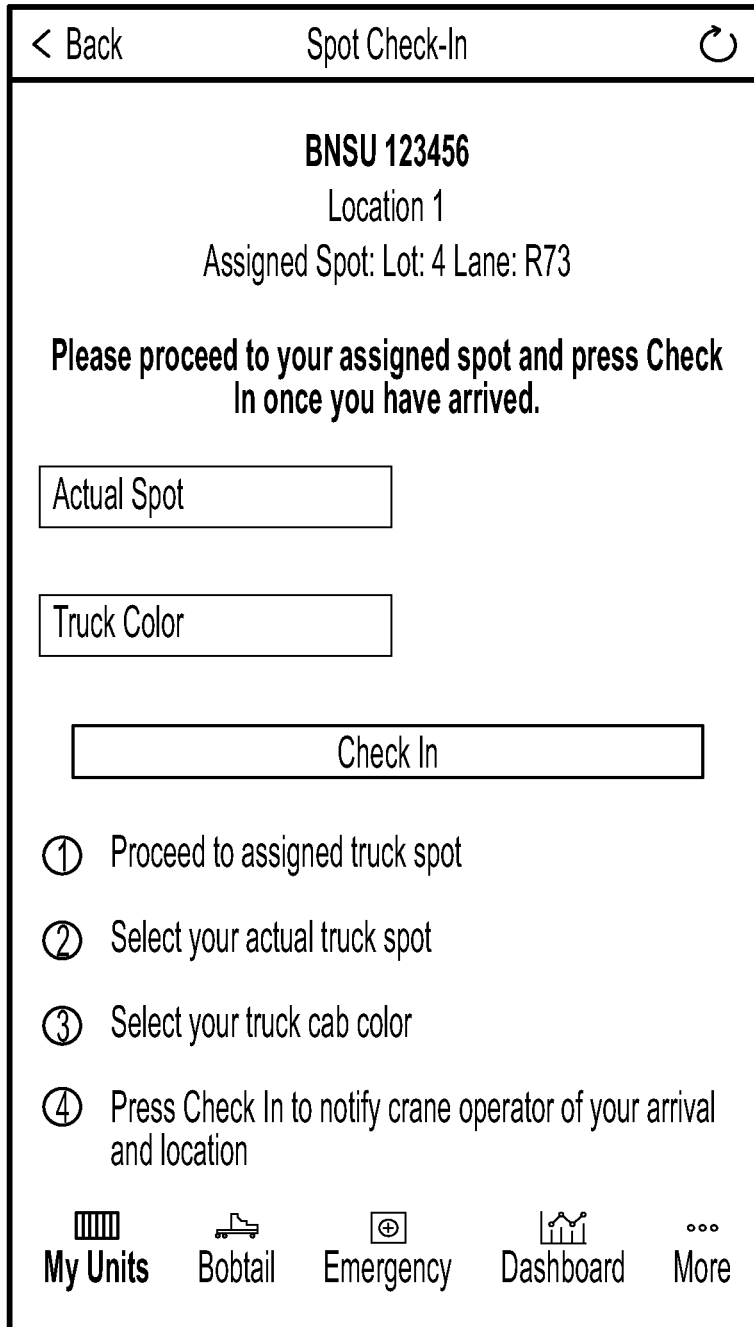 < Back Spot Check-In
BNSU 123456
Location 1
Assigned Spot: Lot: 4 Lane: R73
Please proceed to your assigned spot and press Check
In once you have arrived.
Actual Spot
Truck Color
Check In
1 Proceed to assigned truck spot
2 Select your actual truck spot
3 Select your truck cab color
4 Press Check In to notify crane operator of your arrival
and location
My Units Bobtail Emergency Dashboard More